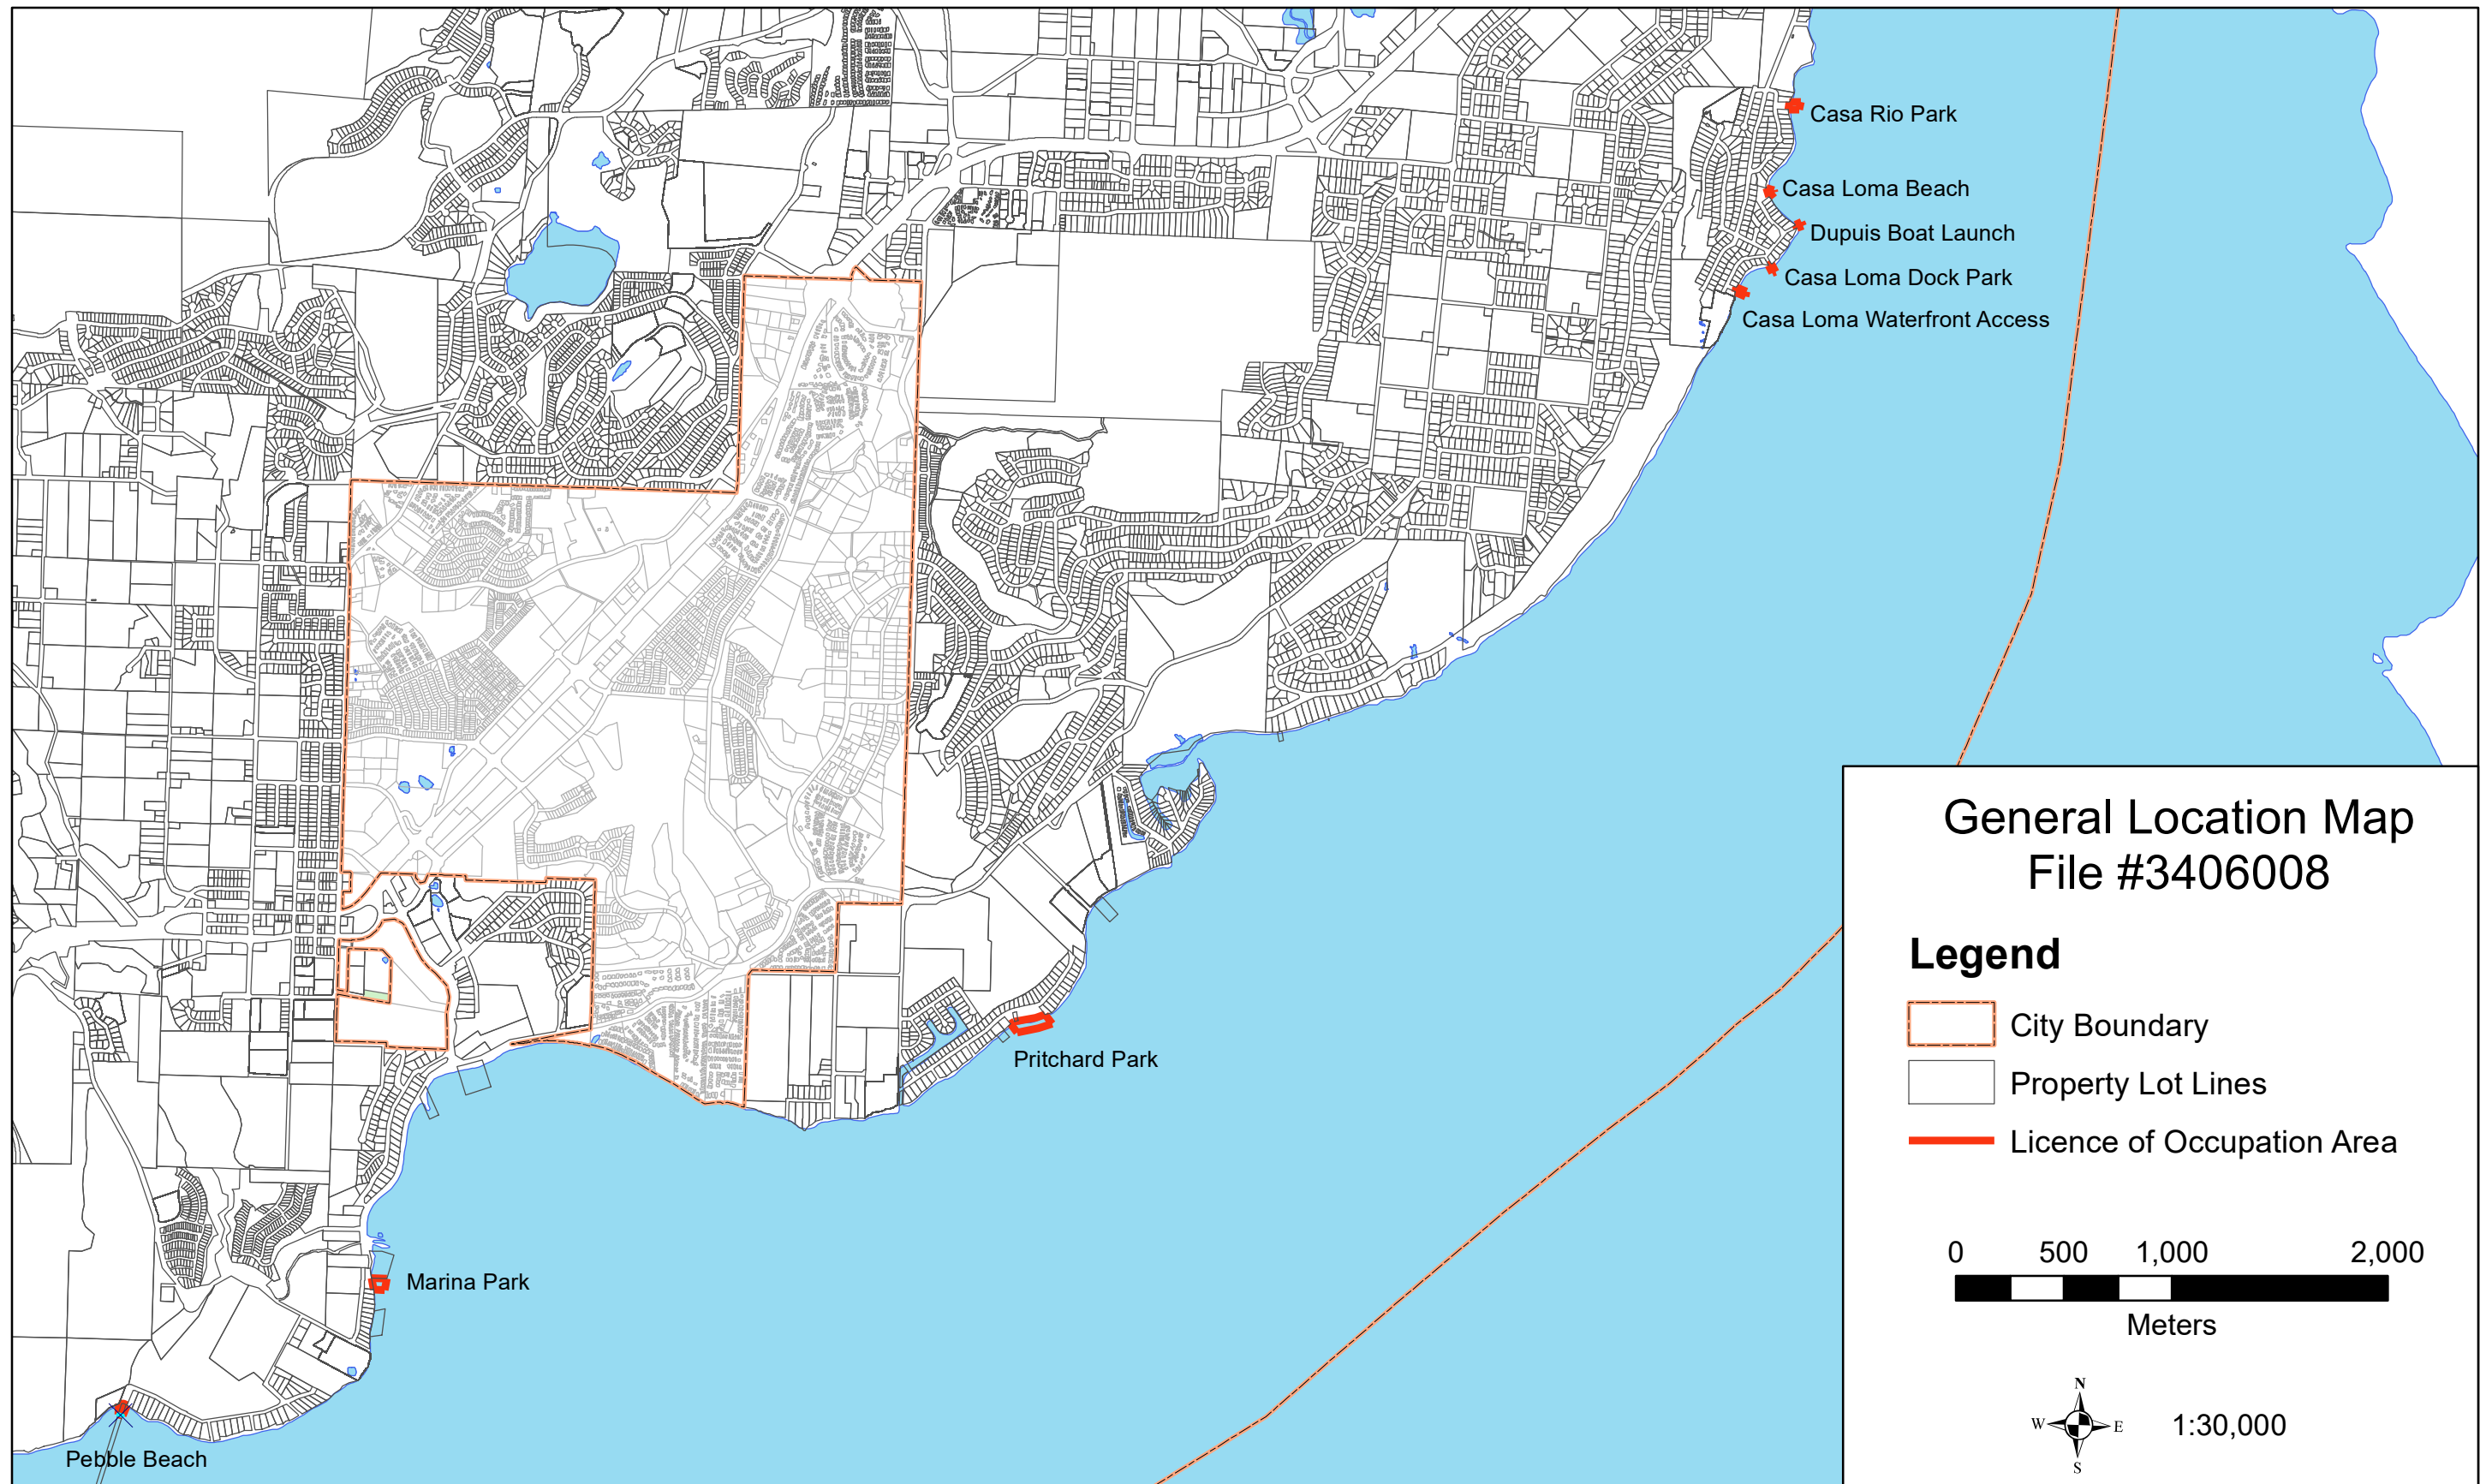 Casa Rio Park
Casa Loma Beach
Dupuis Boat Launch
Casa Loma Dock Park
Casa Loma Waterfront Access
Pritchard Park
Marina Park
Pebble Beach
General Location Map
File #3406008
Legend
City Boundary
Property Lot Lines
Licence of Occupation Area
0 500 1,000 2,000
Meters
N
W E
S
1:30,000